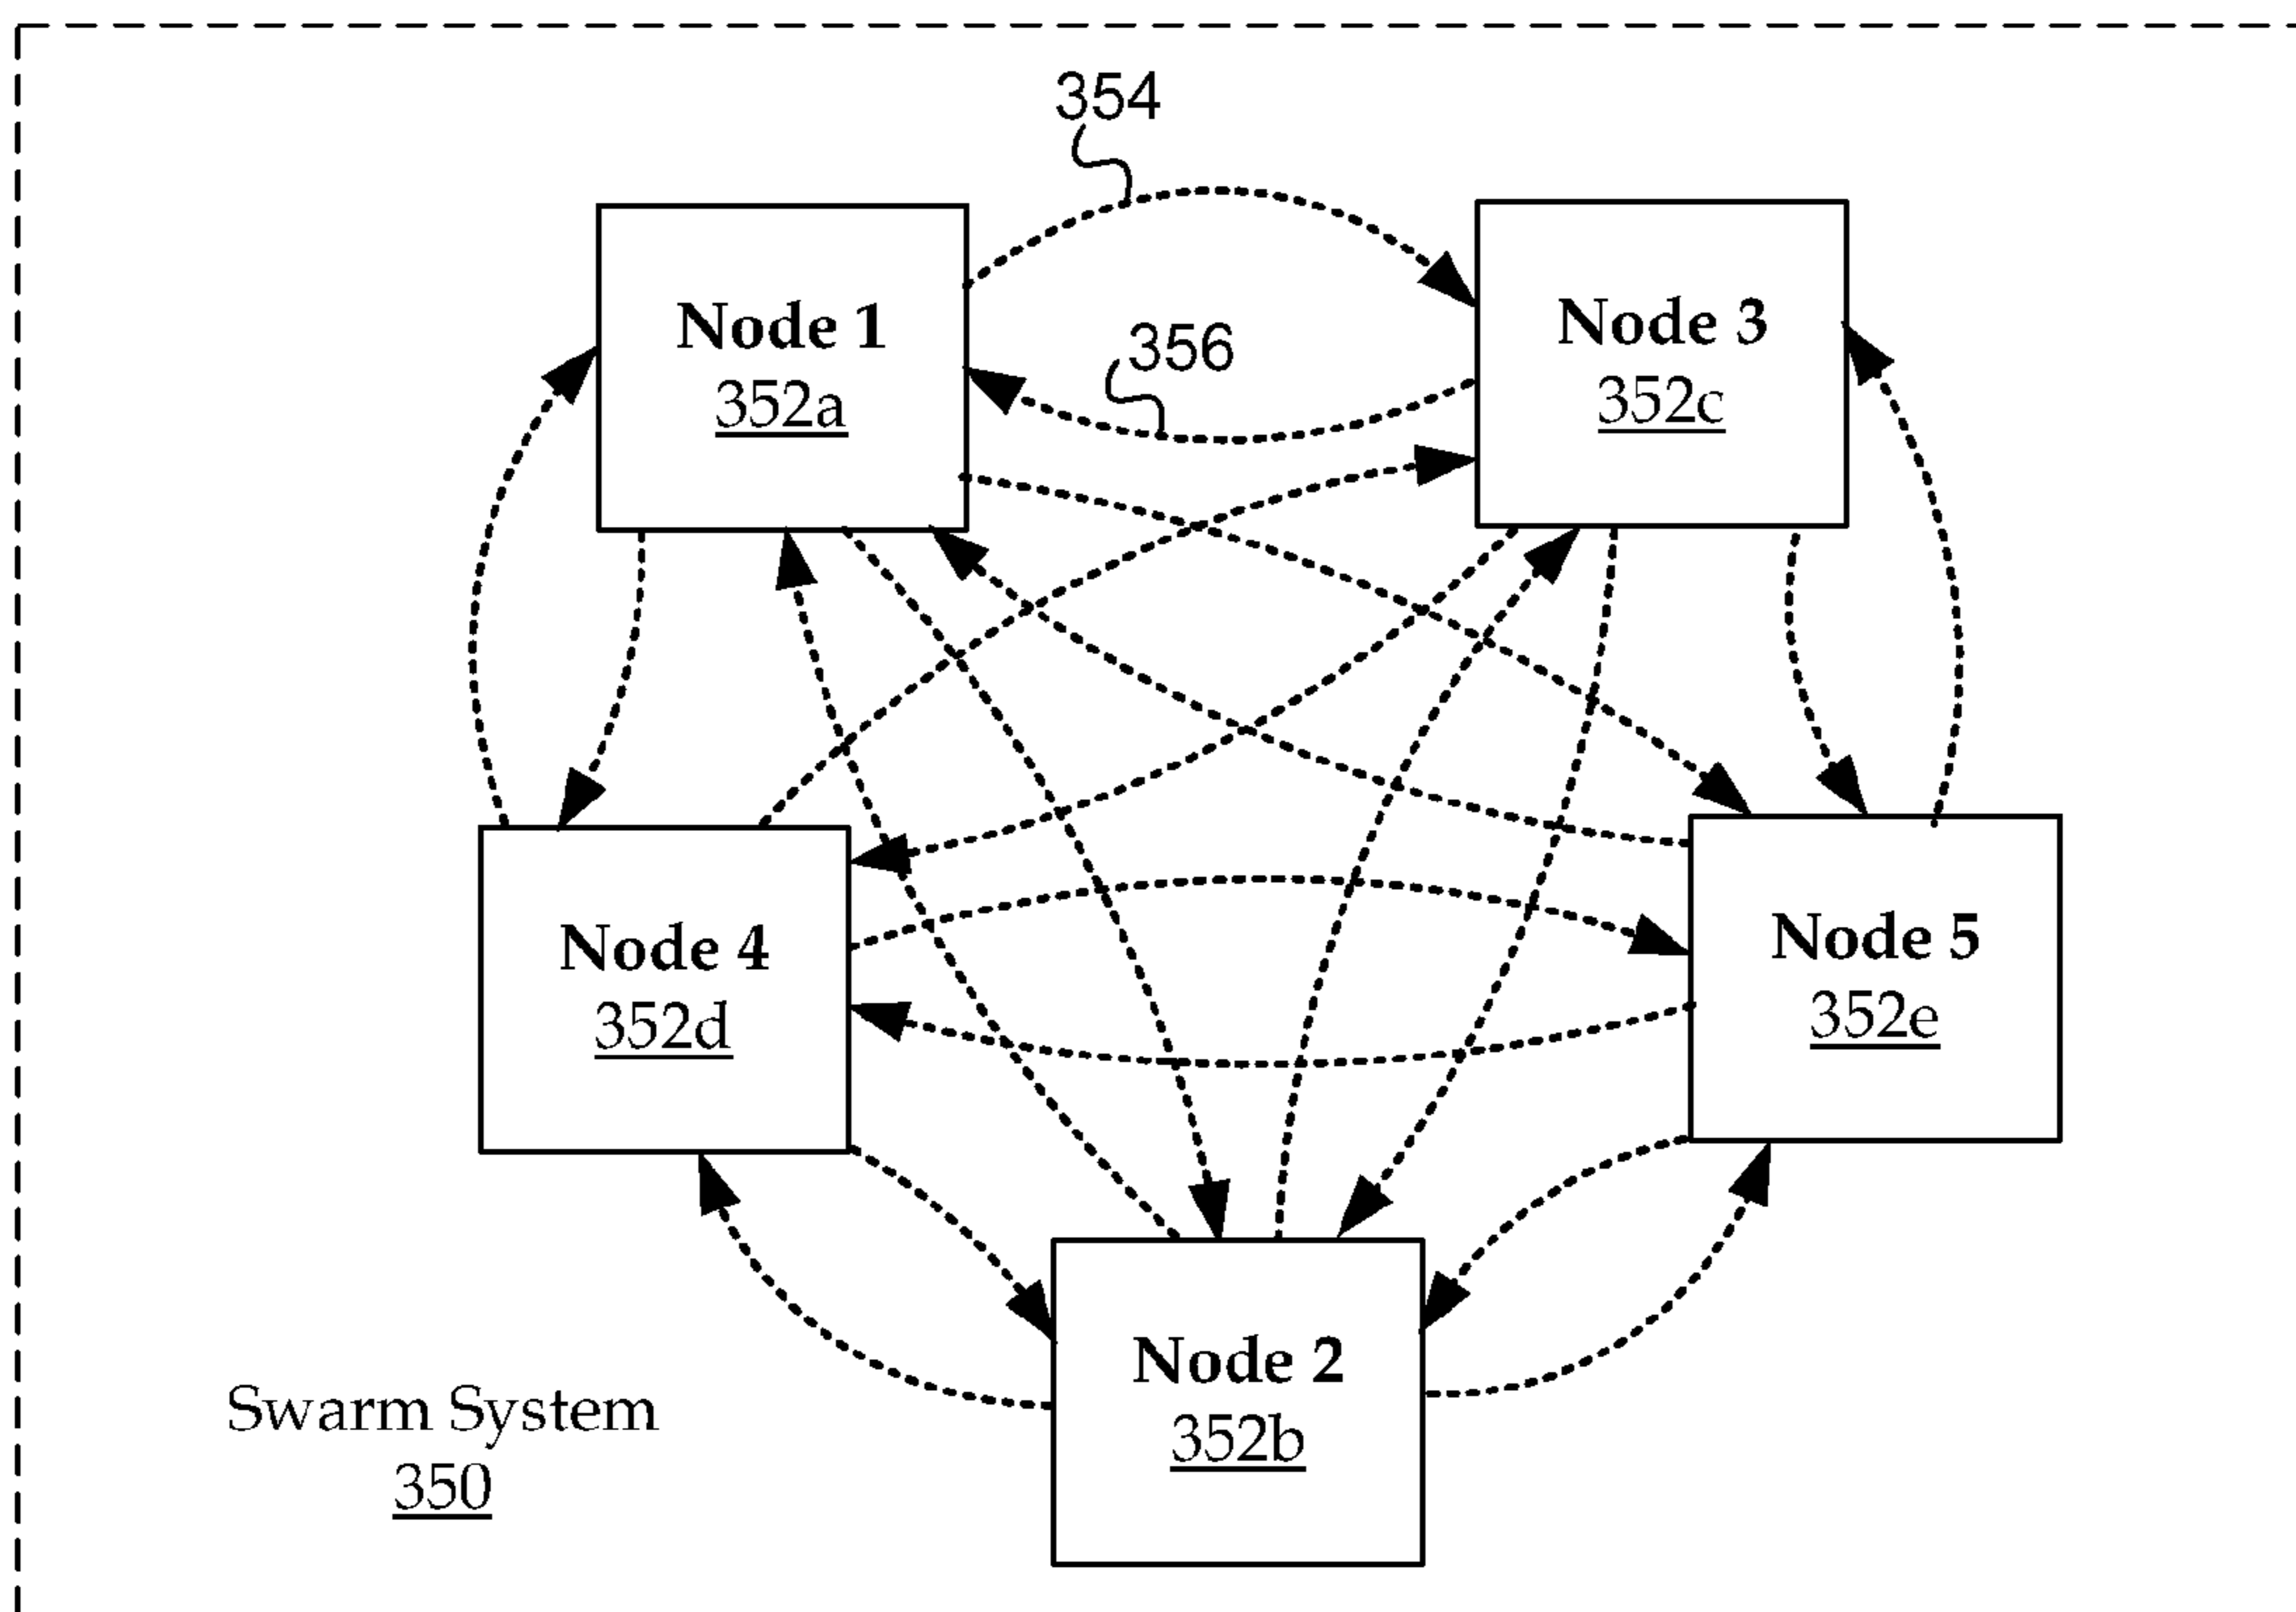 354
Node 1
352a
356
Node 3
352c
Node 4
352d
Node 5
352e
Node 2
352b
Swarm System
350